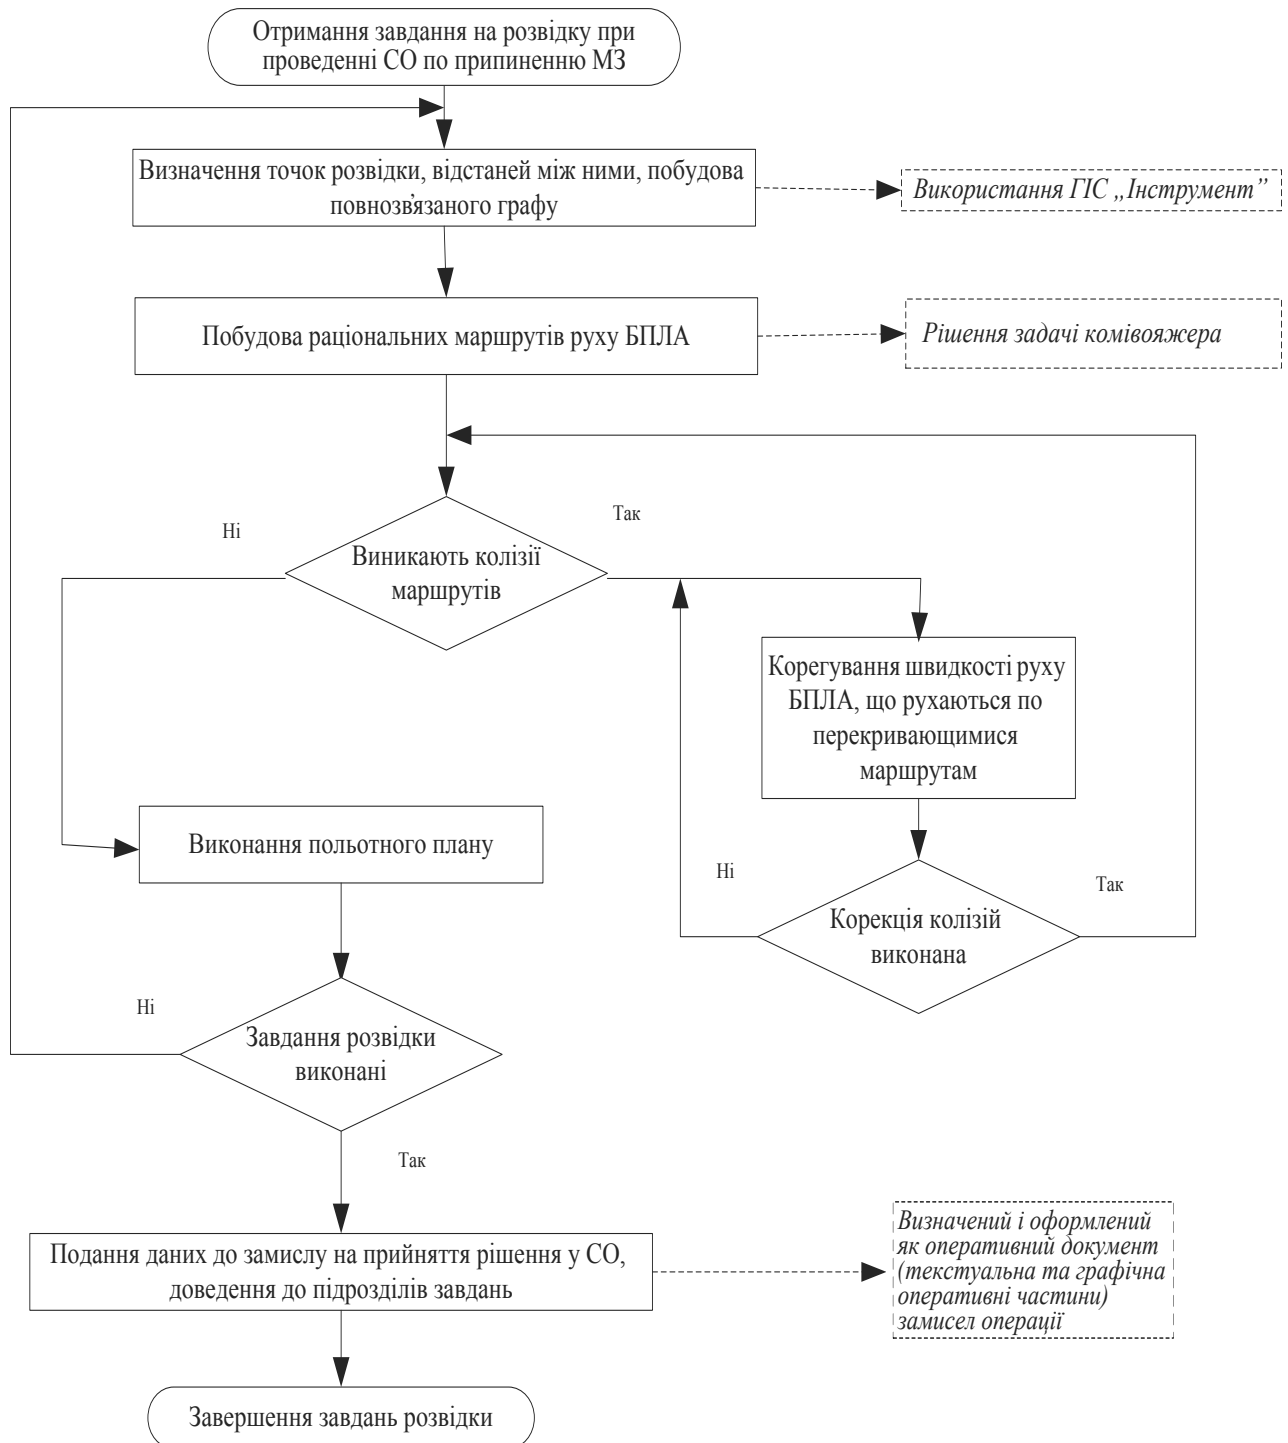 Отримання завдання на розвідку при
проведенні СО по припиненню МЗ
Визначення точок розвідки, відстаней між ними, побудова
повнозв'язаного графу
Використання ГІС „Інструмент”
Побудова раціональних маршрутів руху БПЛА
Рішення задачі комівояжера
Ні
Так
Виникають колізії
маршрутів
Корегування швидкості руху
БПЛА, що рухаються по
перекривающимися
маршрутам
Виконання польотного плану
Ні
Так
Корекція колізій
виконана
Ні
Завдання розвідки
виконані
Так
Подання даних до замислу на прийняття рішення у СО,
доведення до підрозділів завдань
Визначений і оформлений
як оперативний документ
(текстуальна та графічна
оперативні частини)
замисел операції
Завершення завдань розвідки